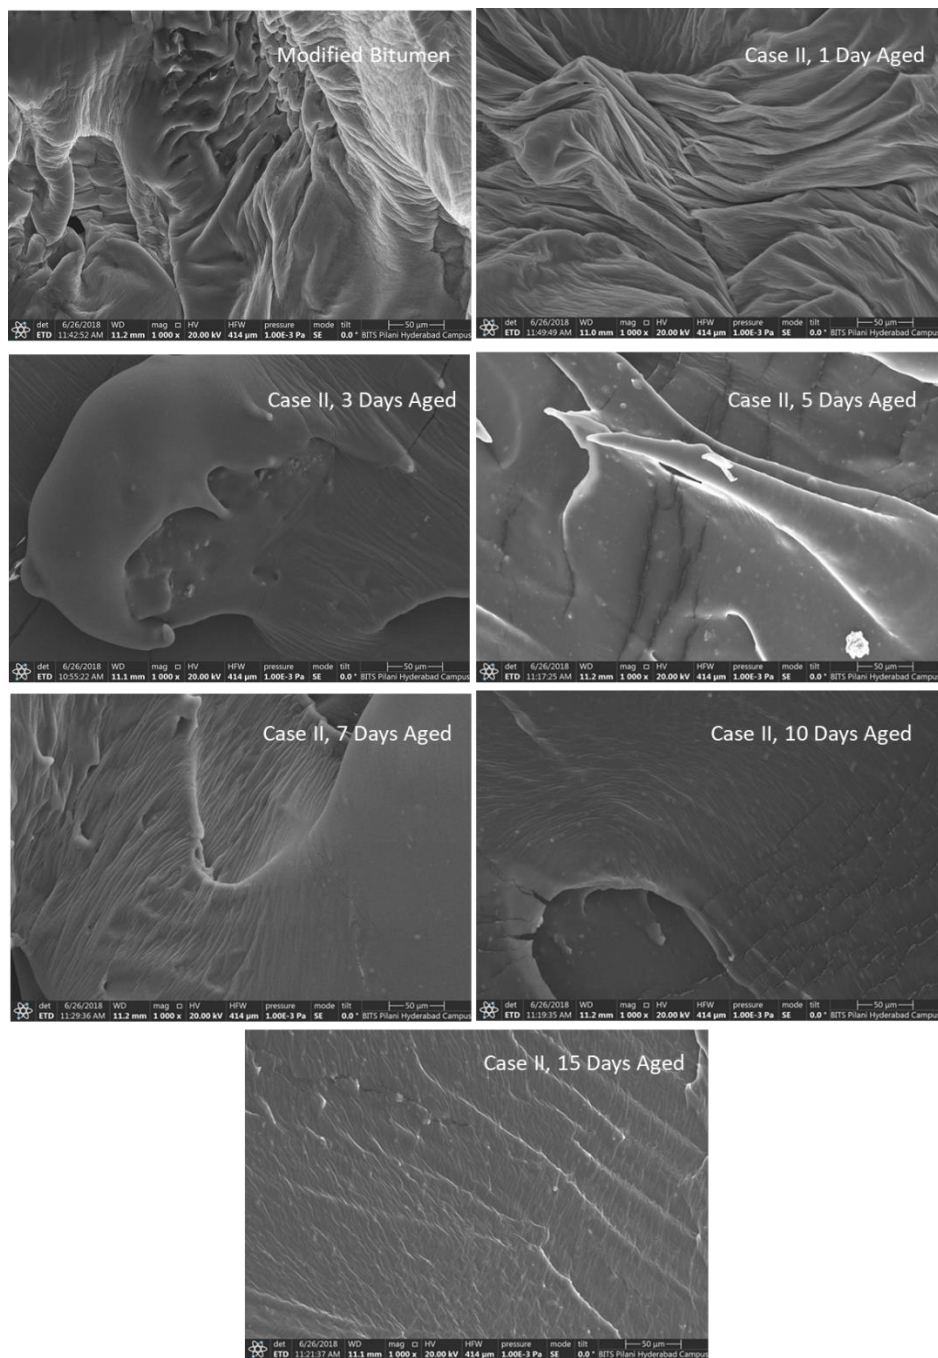 Modified Bitumen
det 6/26/2018 WD mag HV HFW pressure mode tilt 50 µm
ETD 11:42:52 AM 11.2 mm 1 000 x 20.00 kV 414 µm 1.00E-3 Pa SE 0.0 ° BITS Pilani Hyderabad Campus
Case II, 1 Day Aged
det 6/26/2018 WD mag HV HFW pressure mode tilt 50 µm
ETD 11:49:49 AM 11.0 mm 1 000 x 20.00 kV 414 µm 1.00E-3 Pa SE 0.0 ° BITS Pilani Hyderabad Campus
Case II, 3 Days Aged
det 6/26/2018 WD mag HV HFW pressure mode tilt 50 µm
ETD 10:55:22 AM 11.1 mm 1 000 x 20.00 kV 414 µm 1.00E-3 Pa SE 0.0 ° BITS Pilani Hyderabad Campus
Case II, 5 Days Aged
det 6/26/2018 WD mag HV HFW pressure mode tilt 50 µm
ETD 11:17:25 AM 11.2 mm 1 000 x 20.00 kV 414 µm 1.00E-3 Pa SE 0.0 ° BITS Pilani Hyderabad Campus
Case II, 7 Days Aged
det 6/26/2018 WD mag HV HFW pressure mode tilt 50 µm
ETD 11:29:36 AM 11.2 mm 1 000 x 20.00 kV 414 µm 1.00E-3 Pa SE 0.0 ° BITS Pilani Hyderabad Campus
Case II, 10 Days Aged
det 6/26/2018 WD mag HV HFW pressure mode tilt 50 µm
ETD 11:19:35 AM 11.2 mm 1 000 x 20.00 kV 414 µm 1.00E-3 Pa SE 0.0 ° BITS Pilani Hyderabad Campus
Case II, 15 Days Aged
det 6/26/2018 WD mag HV HFW pressure mode tilt 50 µm
ETD 11:21:37 AM 11.1 mm 1 000 x 20.00 kV 414 µm 1.00E-3 Pa SE 0.0 ° BITS Pilani Hyderabad Campus